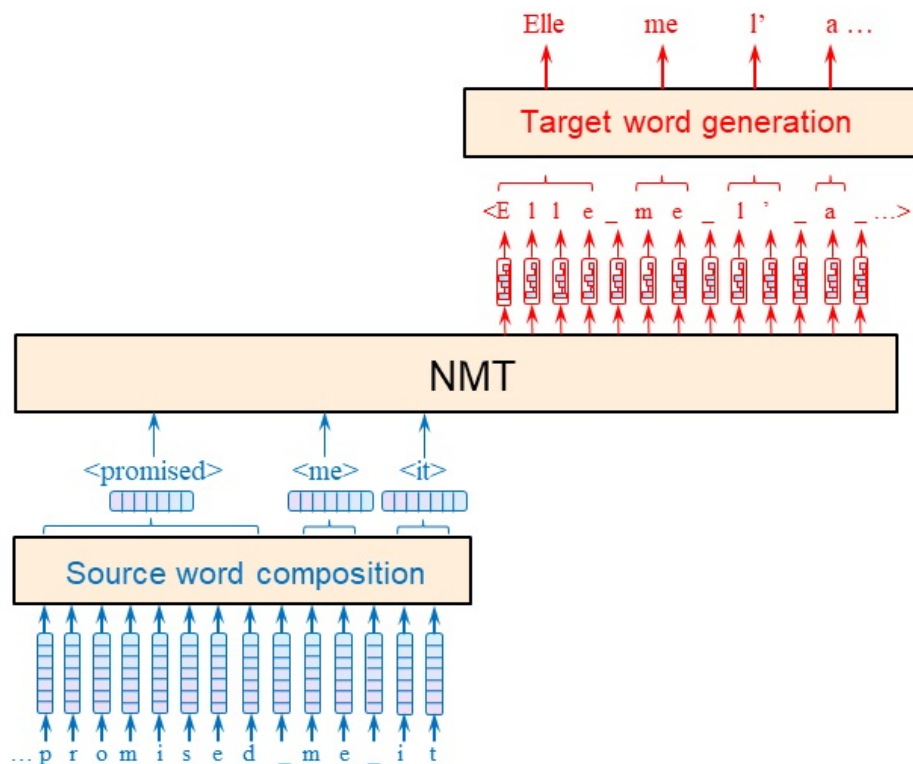 Elle me l’ a …
Target word generation
<E l l e _ m e _ l ’ _ a _ …>
NMT
<promised> <me> <it>
Source word composition
… p r o m i s e d _ m e _ i t